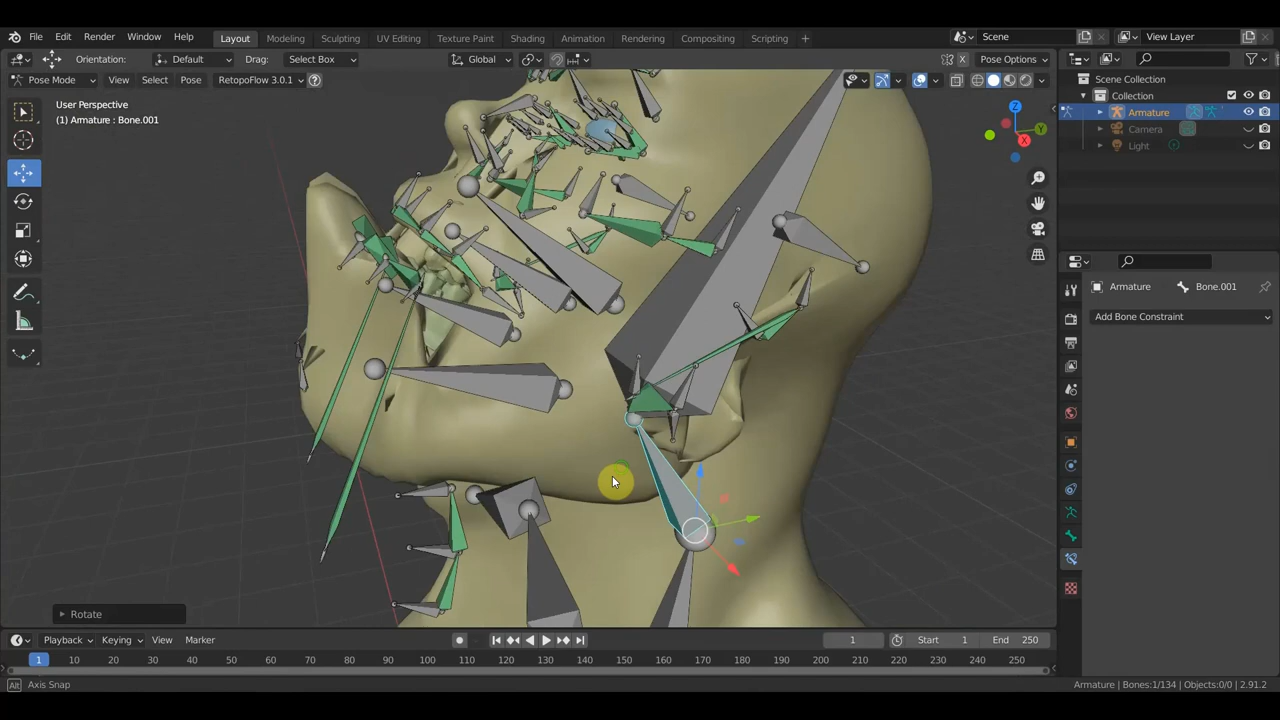 File Edit Render Window Help Layout Modeling Sculpting UV Editing Texture Paint Shading Animation Rendering Compositing Scripting + Scene View Layer
Orientation: Default Drag: Select Box Global X Pose Options
Pose Mode View Select Pose RetopoFlow 3.0.1
Scene Collection
Collection
Armature
Camera
Light
User Perspective
(1) Armature : Bone.001
Z
Y
X
Armature Bone.001
Add Bone Constraint
Rotate
Playback Keying View Marker 1 Start 1 End 250
1 10 20 30 40 50 60 70 80 90 100 110 120 130 140 150 160 170 180 190 200 210 220 230 240 250
Alt Axis Snap Armature | Bones:1/134 | Objects:0/0 | 2.91.2